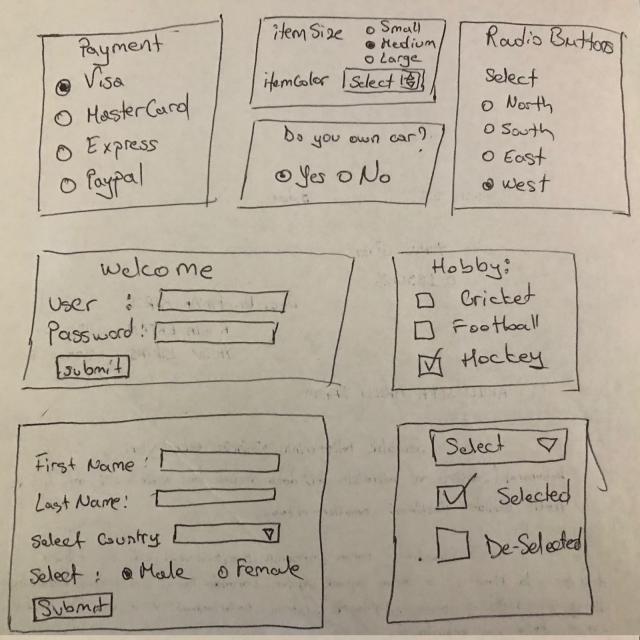 Payment
Visa
MasterCard
Express
Paypal
itemSize
Small
Medium
Large
itemColor Select
Do you own car?
Yes No
Radio Buttons
Select
North
South
East
West
Welcome
User :
Password:
Submit
Hobby:
Cricket
Football
Hockey
First Name :
Last Name:
Select Country
Select : Male Female
Submit
Select
Selected
De-Selected